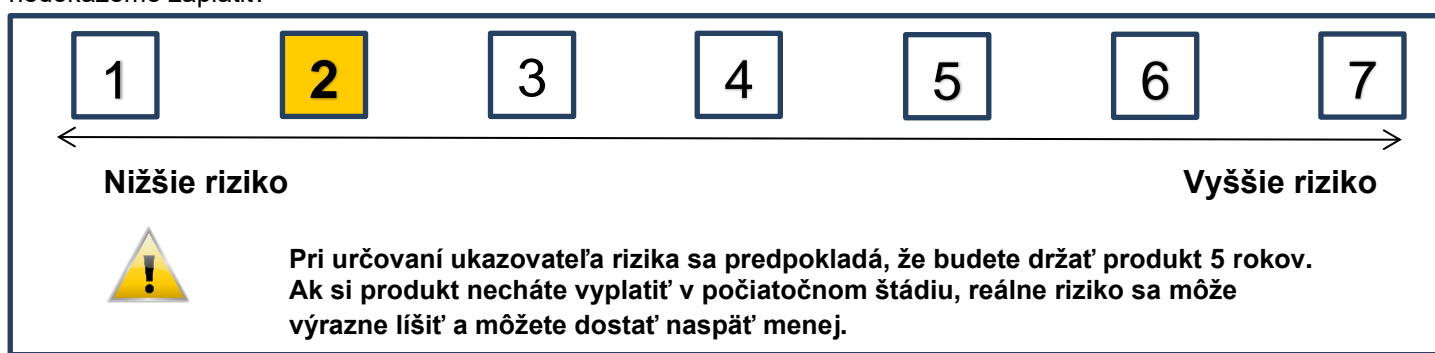 1 2 3 4 5 6 7
Nižšie riziko Vyššie riziko
Pri určovaní ukazovateľa rizika sa predpokladá, že budete držať produkt 5 rokov.
Ak si produkt necháte vyplatiť v počiatočnom štádiu, reálne riziko sa môže
výrazne líšiť a môžete dostať naspäť menej.